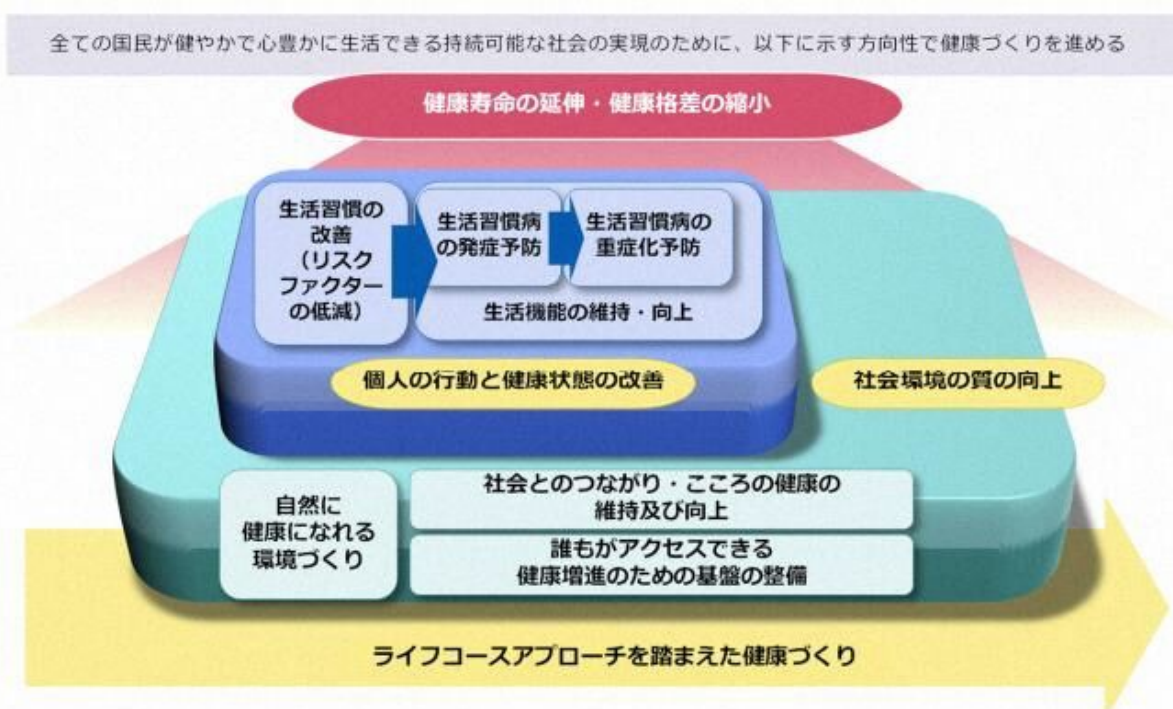 全ての国民が健やかで心豊かに生活できる持続可能な社会の実現のために、以下に示す方向性で健康づくりを進める
健康寿命の延伸・健康格差の縮小
生活習慣の
改善
（リスク
ファクター
の低減）
生活習慣病
の発症予防
生活習慣病の
重症化予防
生活機能の維持・向上
個人の行動と健康状態の改善
社会環境の質の向上
自然に
健康になれる
環境づくり
社会とのつながり・こころの健康の
維持及び向上
誰もがアクセスできる
健康増進のための基盤の整備
ライフコースアプローチを踏まえた健康づくり